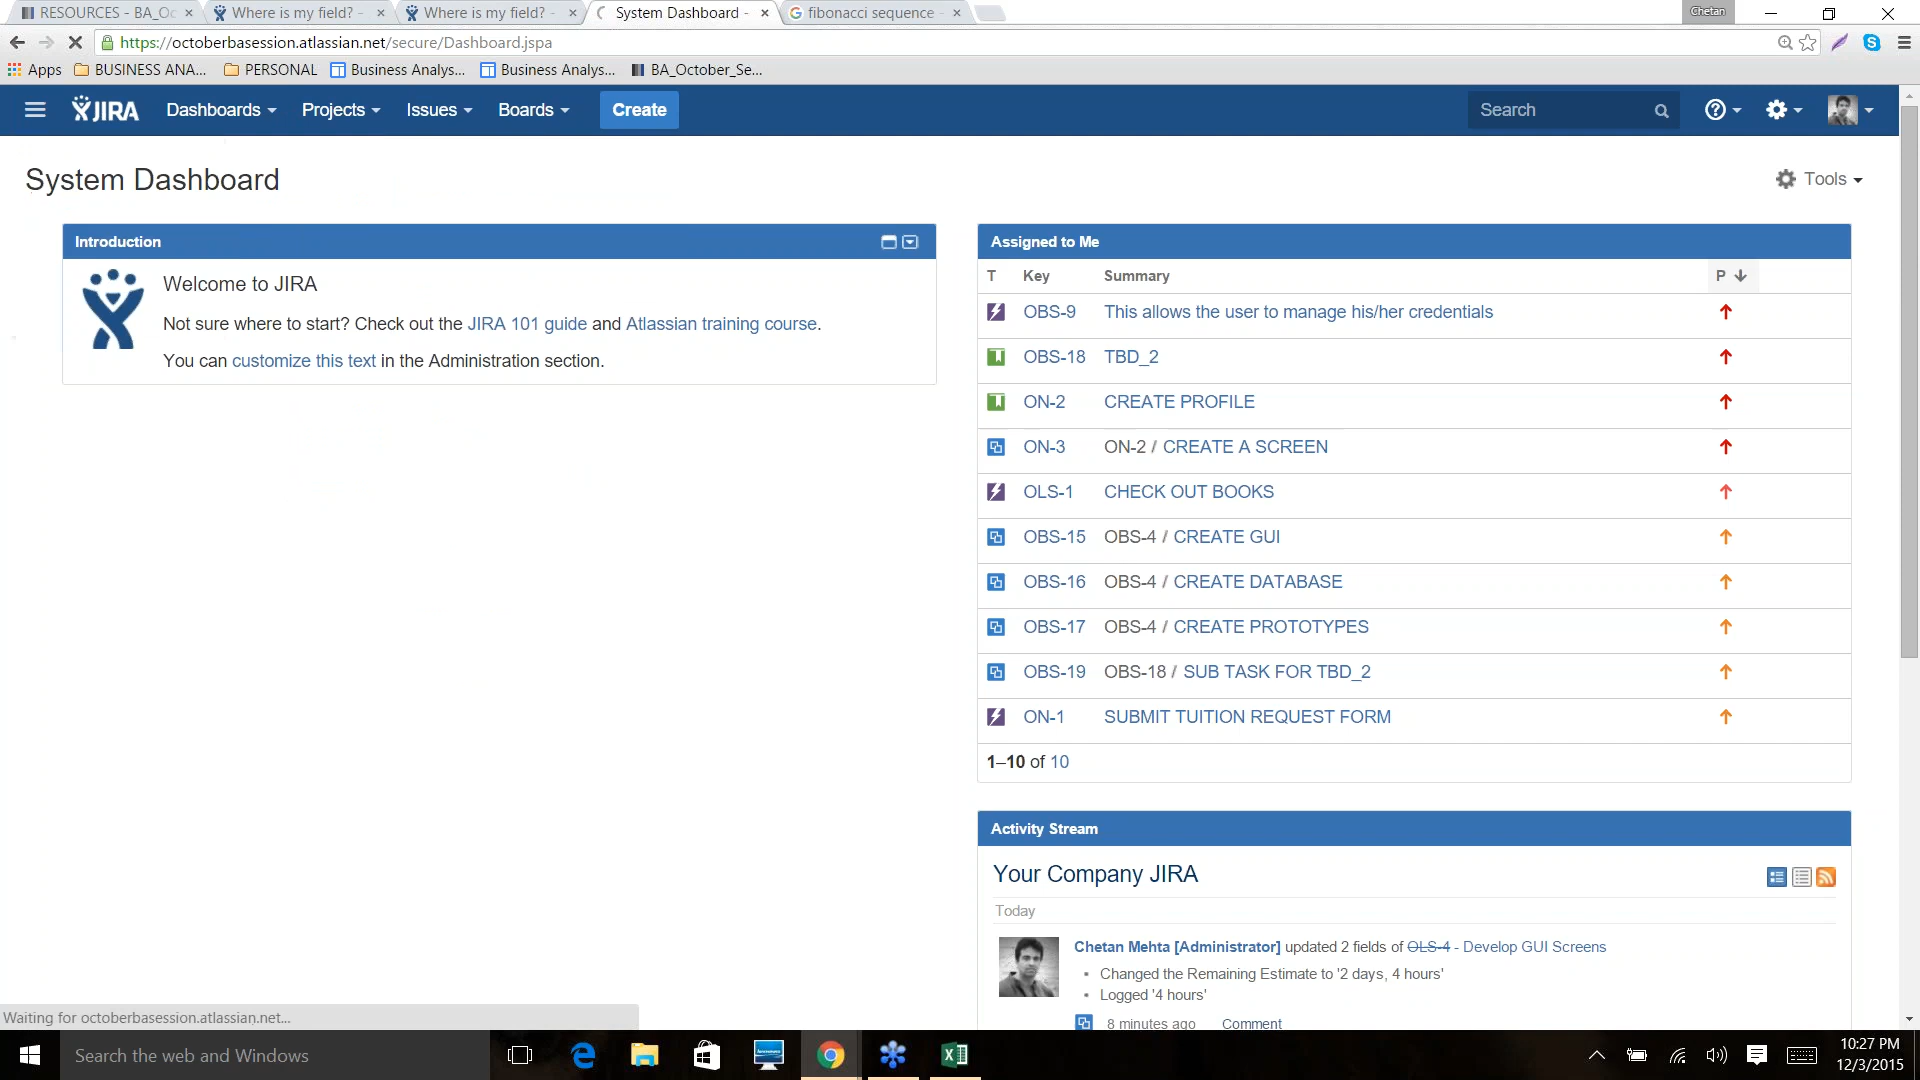 RESOURCES - BA_Oc
Where is my field? -
Where is my field? -
System Dashboard -
fibonacci sequence -
Chetan
https://octoberbasession.atlassian.net/secure/Dashboard.jspa
Apps
BUSINESS ANA...
PERSONAL
Business Analys...
Business Analys...
BA_October_Se...
JIRA
Dashboards
Projects
Issues
Boards
Create
Search
System Dashboard
Tools
Introduction
Welcome to JIRA
Not sure where to start? Check out the JIRA 101 guide and Atlassian training course.
You can customize this text in the Administration section.
Assigned to Me
T Key Summary P
OBS-9 This allows the user to manage his/her credentials
OBS-18 TBD_2
ON-2 CREATE PROFILE
ON-3 ON-2 / CREATE A SCREEN
OLS-1 CHECK OUT BOOKS
OBS-15 OBS-4 / CREATE GUI
OBS-16 OBS-4 / CREATE DATABASE
OBS-17 OBS-4 / CREATE PROTOTYPES
OBS-19 OBS-18 / SUB TASK FOR TBD_2
ON-1 SUBMIT TUITION REQUEST FORM
1–10 of 10
Activity Stream
Your Company JIRA
Today
Chetan Mehta [Administrator] updated 2 fields of OLS-4 - Develop GUI Screens
Changed the Remaining Estimate to '2 days, 4 hours'
Logged '4 hours'
8 minutes ago Comment
Waiting for octoberbasession.atlassian.net...
Search the web and Windows
10:27 PM
12/3/2015